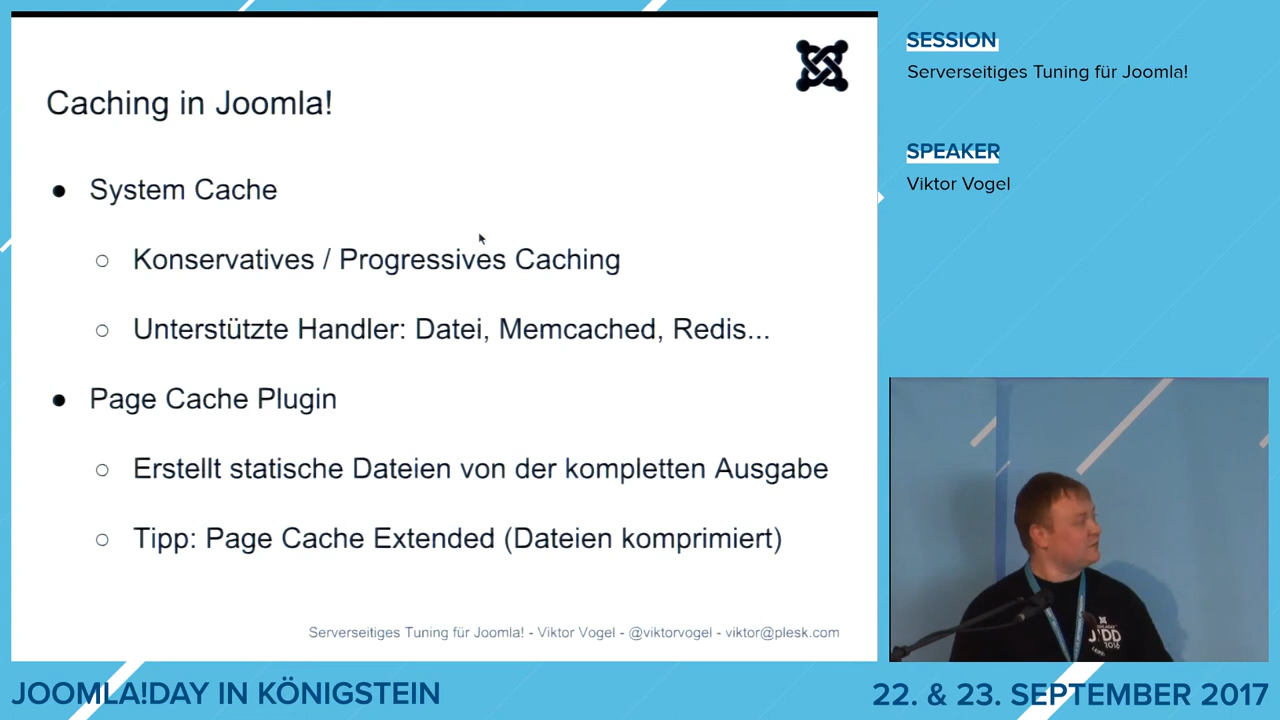 Caching in Joomla!
● System Cache
○ Konservatives / Progressives Caching
○ Unterstützte Handler: Datei, Memcached, Redis...
● Page Cache Plugin
○ Erstellt statische Dateien von der kompletten Ausgabe
○ Tipp: Page Cache Extended (Dateien komprimiert)
Serverseitiges Tuning für Joomla! - Viktor Vogel - @viktorvogel - viktor@plesk.com
SESSION
Serverseitiges Tuning für Joomla!
SPEAKER
Viktor Vogel
2016
JOOMLA!DAY IN KÖNIGSTEIN
22. & 23. SEPTEMBER 2017